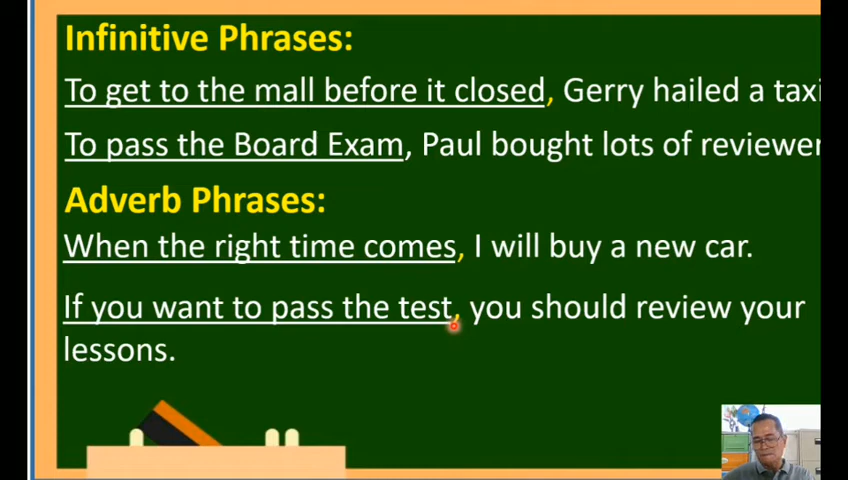 Infinitive Phrases:
To get to the mall before it closed, Gerry hailed a taxi
To pass the Board Exam, Paul bought lots of reviewer
Adverb Phrases:
When the right time comes, I will buy a new car.
If you want to pass the test, you should review your
lessons.